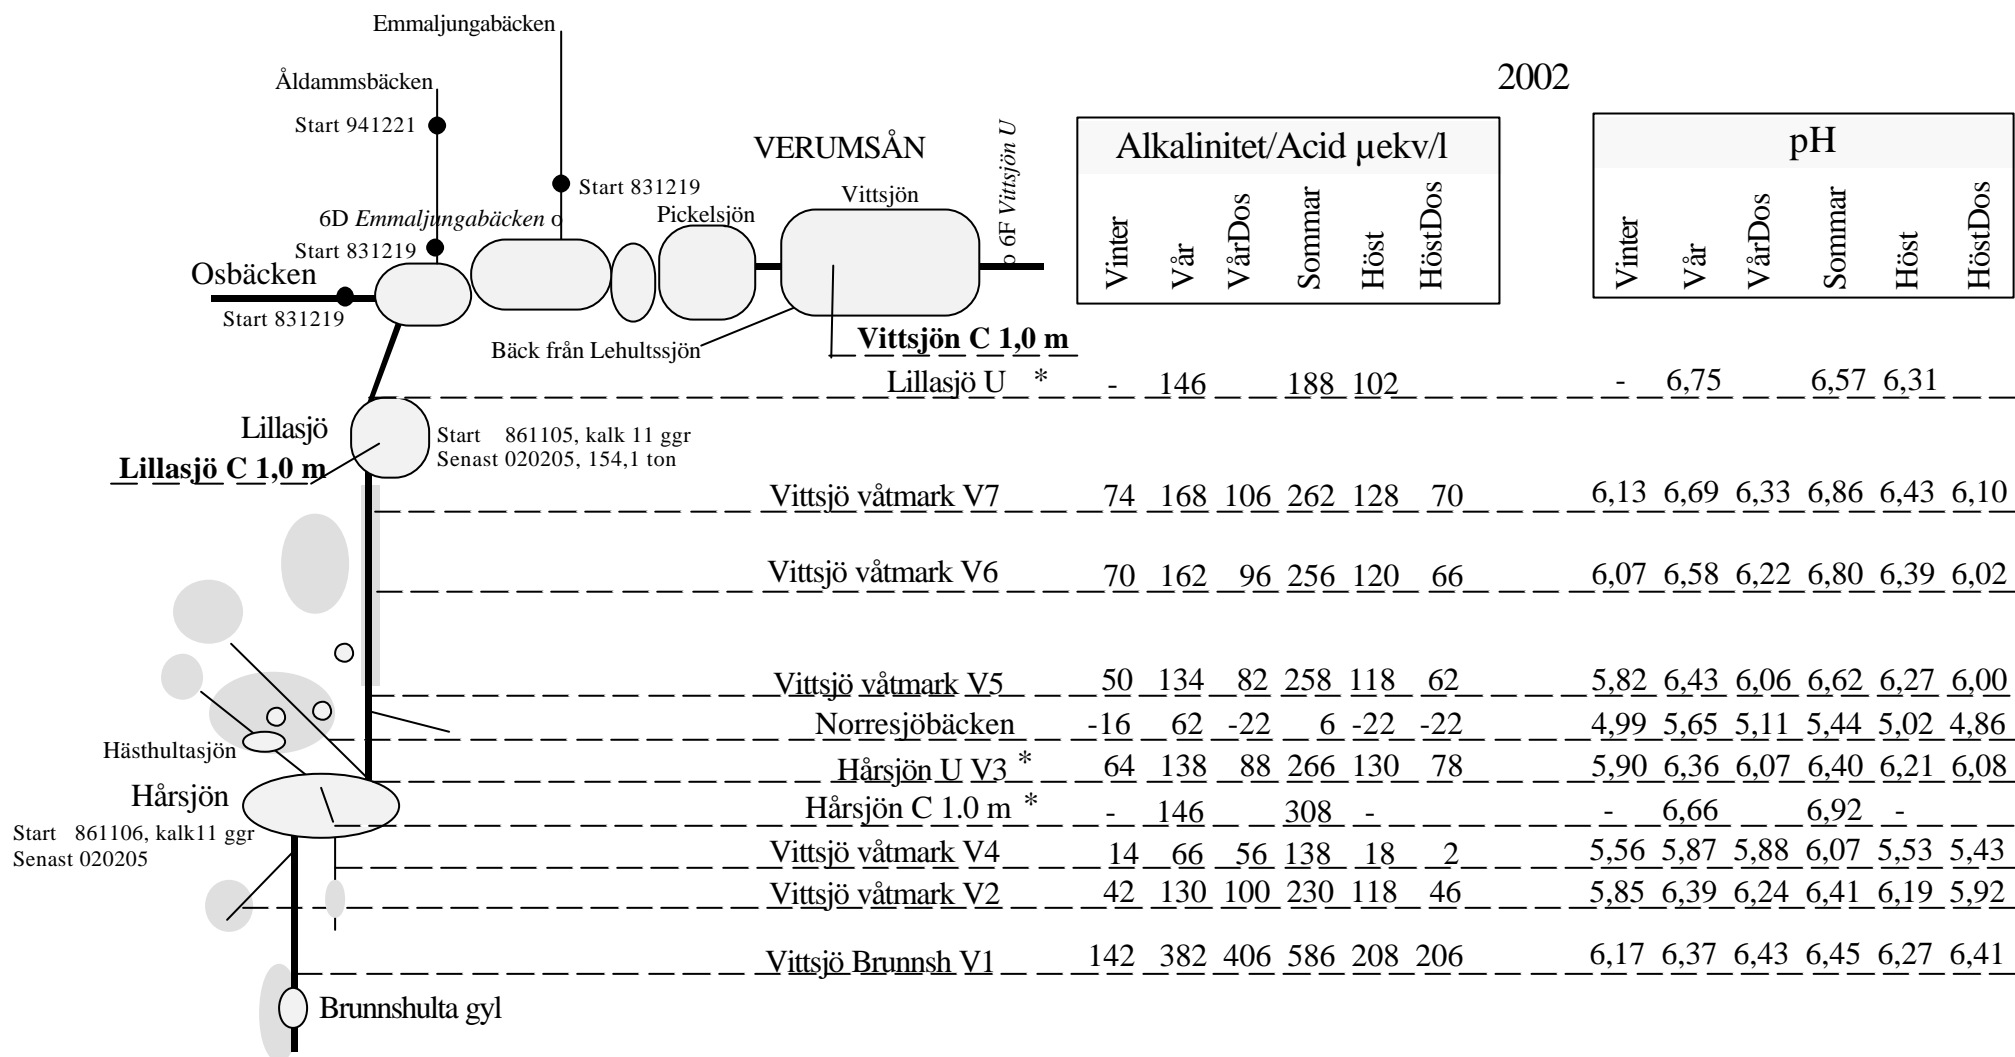 Emmaljungabäcken
2002
Åldammsbäcken
Start 941221
VERUMSÅN
o 6F Vittsjön U
Alkalinitet/Acid µekv/l
pH
Start 831219
Vittsjön
Pickelsjön
6D Emmaljungabäcken o
Start 831219
Osbäcken
Start 831219
Vinter Vår VårDos Sommar Höst HöstDos
Vinter Vår VårDos Sommar Höst HöstDos
Bäck från Lehultssjön
Vittsjön C 1,0 m
Lillasjö U * - 146 188 102 - 6,75 6,57 6,31
Lillasjö
Start 861105, kalk 11 ggr
Senast 020205, 154,1 ton
Lillasjö C 1,0 m
Vittsjö våtmark V7 74 168 106 262 128 70 6,13 6,69 6,33 6,86 6,43 6,10
Vittsjö våtmark V6 70 162 96 256 120 66 6,07 6,58 6,22 6,80 6,39 6,02
Vittsjö våtmark V5 50 134 82 258 118 62 5,82 6,43 6,06 6,62 6,27 6,00
Norresjöbäcken -16 62 -22 6 -22 -22 4,99 5,65 5,11 5,44 5,02 4,86
Hästhultasjön
Hårsjön U V3 * 64 138 88 266 130 78 5,90 6,36 6,07 6,40 6,21 6,08
Hårsjön
Hårsjön C 1.0 m * - 146 308 - - 6,66 6,92 -
Start 861106, kalk11 ggr
Senast 020205
Vittsjö våtmark V4 14 66 56 138 18 2 5,56 5,87 5,88 6,07 5,53 5,43
Vittsjö våtmark V2 42 130 100 230 118 46 5,85 6,39 6,24 6,41 6,19 5,92
Vittsjö Brunnsh V1 142 382 406 586 208 206 6,17 6,37 6,43 6,45 6,27 6,41
Brunnshulta gyl